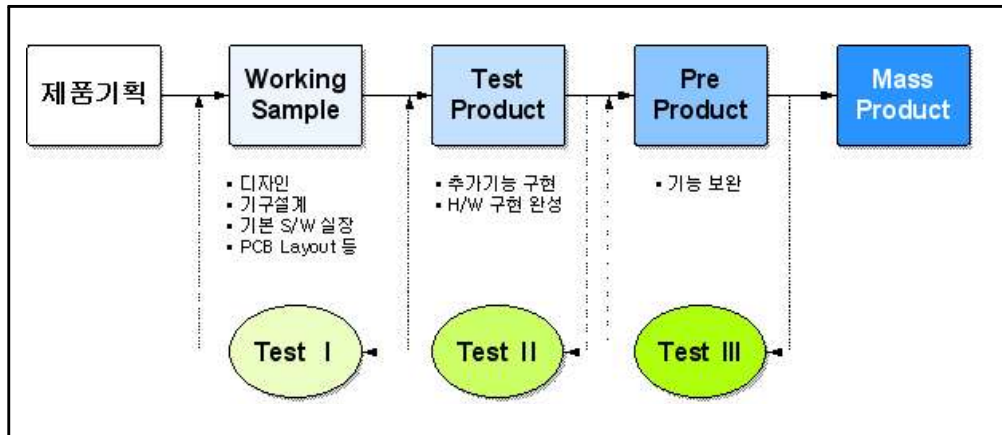 제품기획
Working
Sample
Test
Product
Pre
Product
Mass
Product
▪ 디자인
▪ 기구설계
▪ 기본 S/W 실장
▪ PCB Layout 등
▪ 추가기능 구현
▪ H/W 구현 완성
▪ 기능 보완
Test Ⅰ
Test Ⅱ
Test Ⅲ